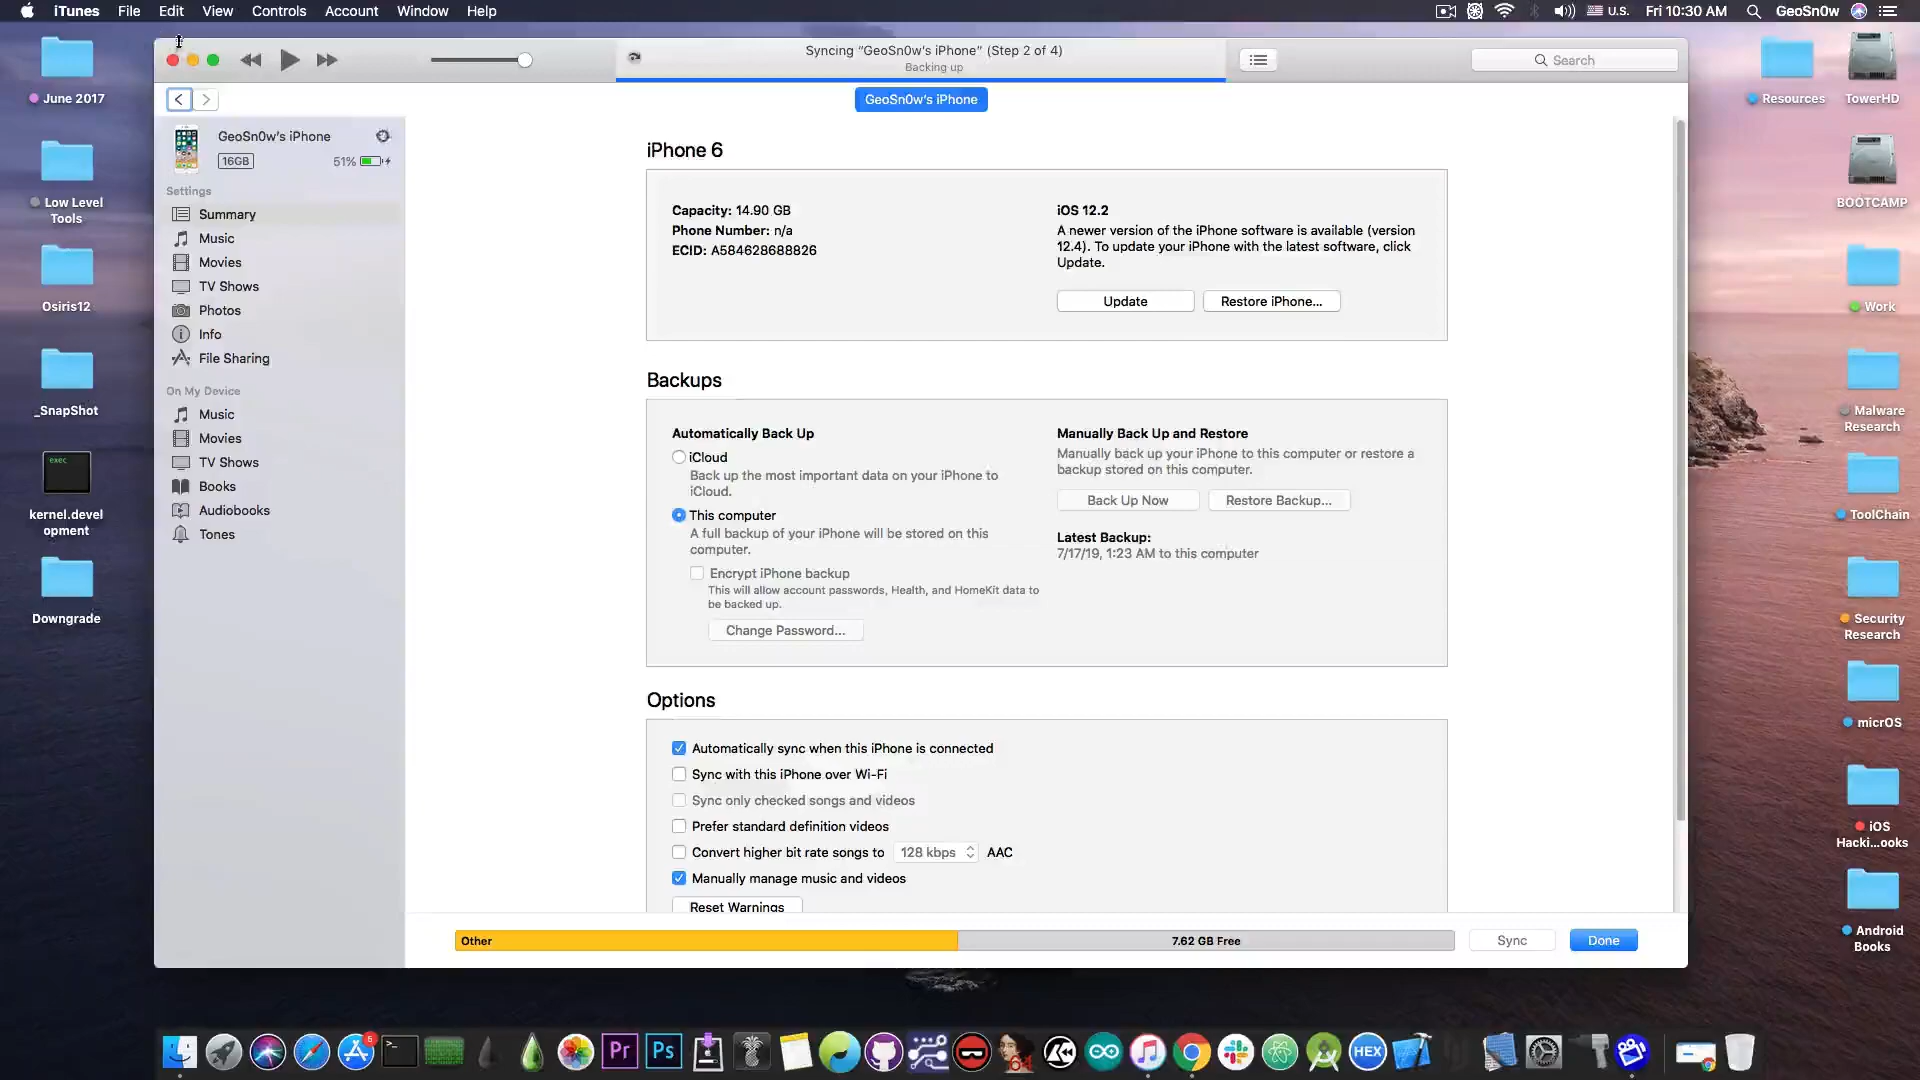 iTunes File Edit View Controls Account Window Help
U.S. Fri 10:30 AM GeoSn0w
Syncing “GeoSn0w’s iPhone” (Step 2 of 4)
Backing up
Search
GeoSn0w’s iPhone
GeoSn0w’s iPhone
16GB 51%
Settings
Summary
Music
Movies
TV Shows
Photos
Info
File Sharing
On My Device
Music
Movies
TV Shows
Books
Audiobooks
Tones
iPhone 6
Capacity: 14.90 GB
Phone Number: n/a
ECID: A584628688826
iOS 12.2
A newer version of the iPhone software is available (version
12.4). To update your iPhone with the latest software, click
Update.
Update Restore iPhone...
Backups
Automatically Back Up
iCloud
Back up the most important data on your iPhone to
iCloud.
This computer
A full backup of your iPhone will be stored on this
computer.
Encrypt iPhone backup
This will allow account passwords, Health, and HomeKit data to
be backed up.
Change Password...
Manually Back Up and Restore
Manually back up your iPhone to this computer or restore a
backup stored on this computer.
Back Up Now Restore Backup...
Latest Backup:
7/17/19, 1:23 AM to this computer
Options
Automatically sync when this iPhone is connected
Sync with this iPhone over Wi-Fi
Sync only checked songs and videos
Prefer standard definition videos
Convert higher bit rate songs to 128 kbps AAC
Manually manage music and videos
Reset Warnings
Other 7.62 GB Free Sync Done
June 2017
Low Level
Tools
Osiris12
_SnapShot
exec
kernel.devel
opment
Downgrade
Resources
TowerHD
BOOTCAMP
Work
Malware
Research
ToolChain
Security
Research
micrOS
iOS
Hacki...ooks
Android
Books
5
Pr
Ps
64
HEX